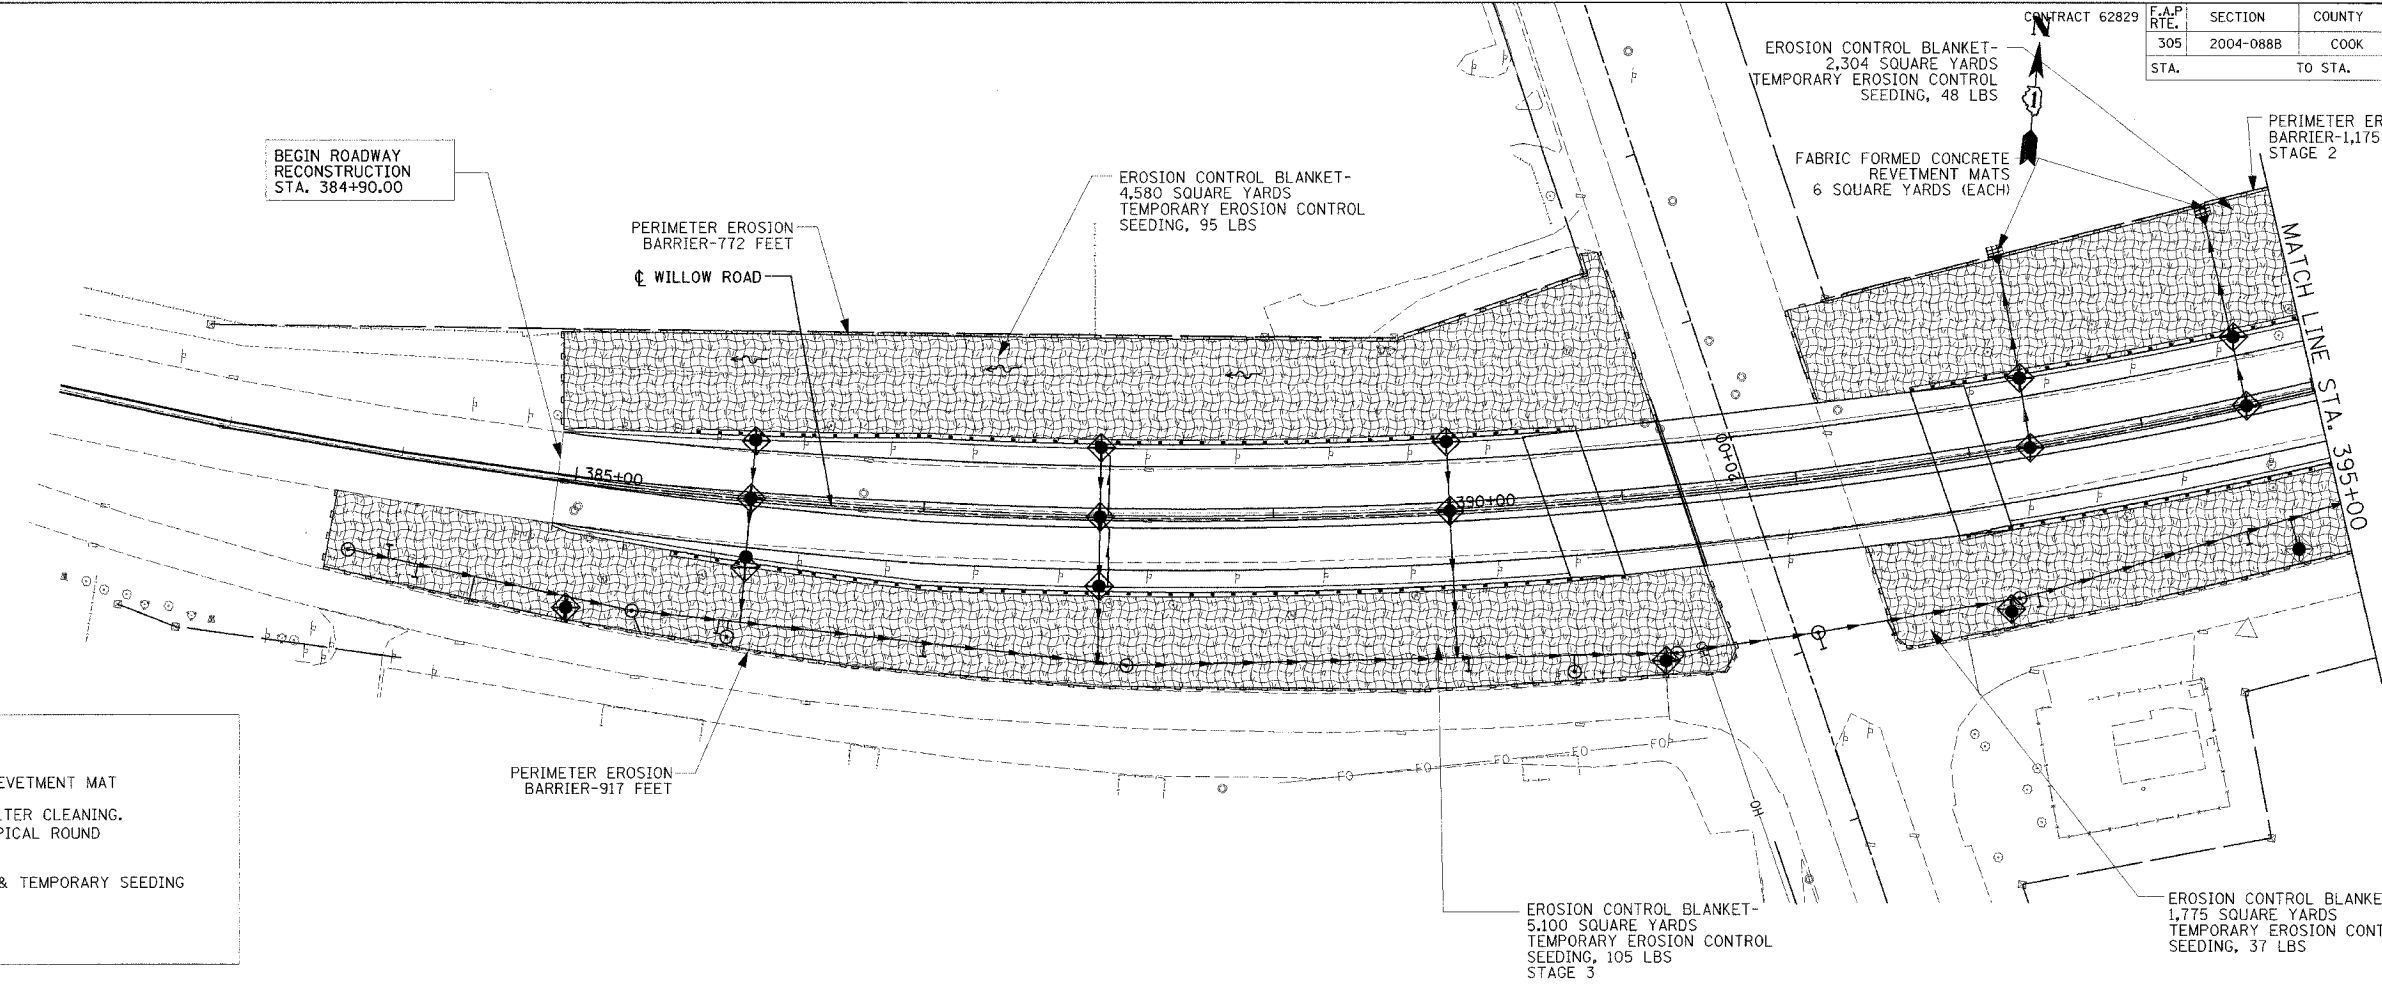 CONTRACT 62829
F.A.P RTE. SECTION COUNTY
305 2004-088B COOK
STA. TO STA.
N
1
EROSION CONTROL BLANKET-
2,304 SQUARE YARDS
TEMPORARY EROSION CONTROL
SEEDING, 48 LBS
PERIMETER ER
BARRIER-1,175
STAGE 2
FABRIC FORMED CONCRETE
REVETMENT MATS
6 SQUARE YARDS (EACH)
BEGIN ROADWAY
RECONSTRUCTION
STA. 384+90.00
EROSION CONTROL BLANKET-
4,580 SQUARE YARDS
TEMPORARY EROSION CONTROL
SEEDING, 95 LBS
PERIMETER EROSION
BARRIER-772 FEET
℄ WILLOW ROAD
MATCH LINE STA. 395+00
385+00
390+00
20+00
PERIMETER EROSION
BARRIER-917 FEET
FO FO FO FO
OH
EVETMENT MAT
LTER CLEANING.
PICAL ROUND
& TEMPORARY SEEDING
EROSION CONTROL BLANKET-
5,100 SQUARE YARDS
TEMPORARY EROSION CONTROL
SEEDING, 105 LBS
STAGE 3
EROSION CONTROL BLANKE
1,775 SQUARE YARDS
TEMPORARY EROSION CONT
SEEDING, 37 LBS